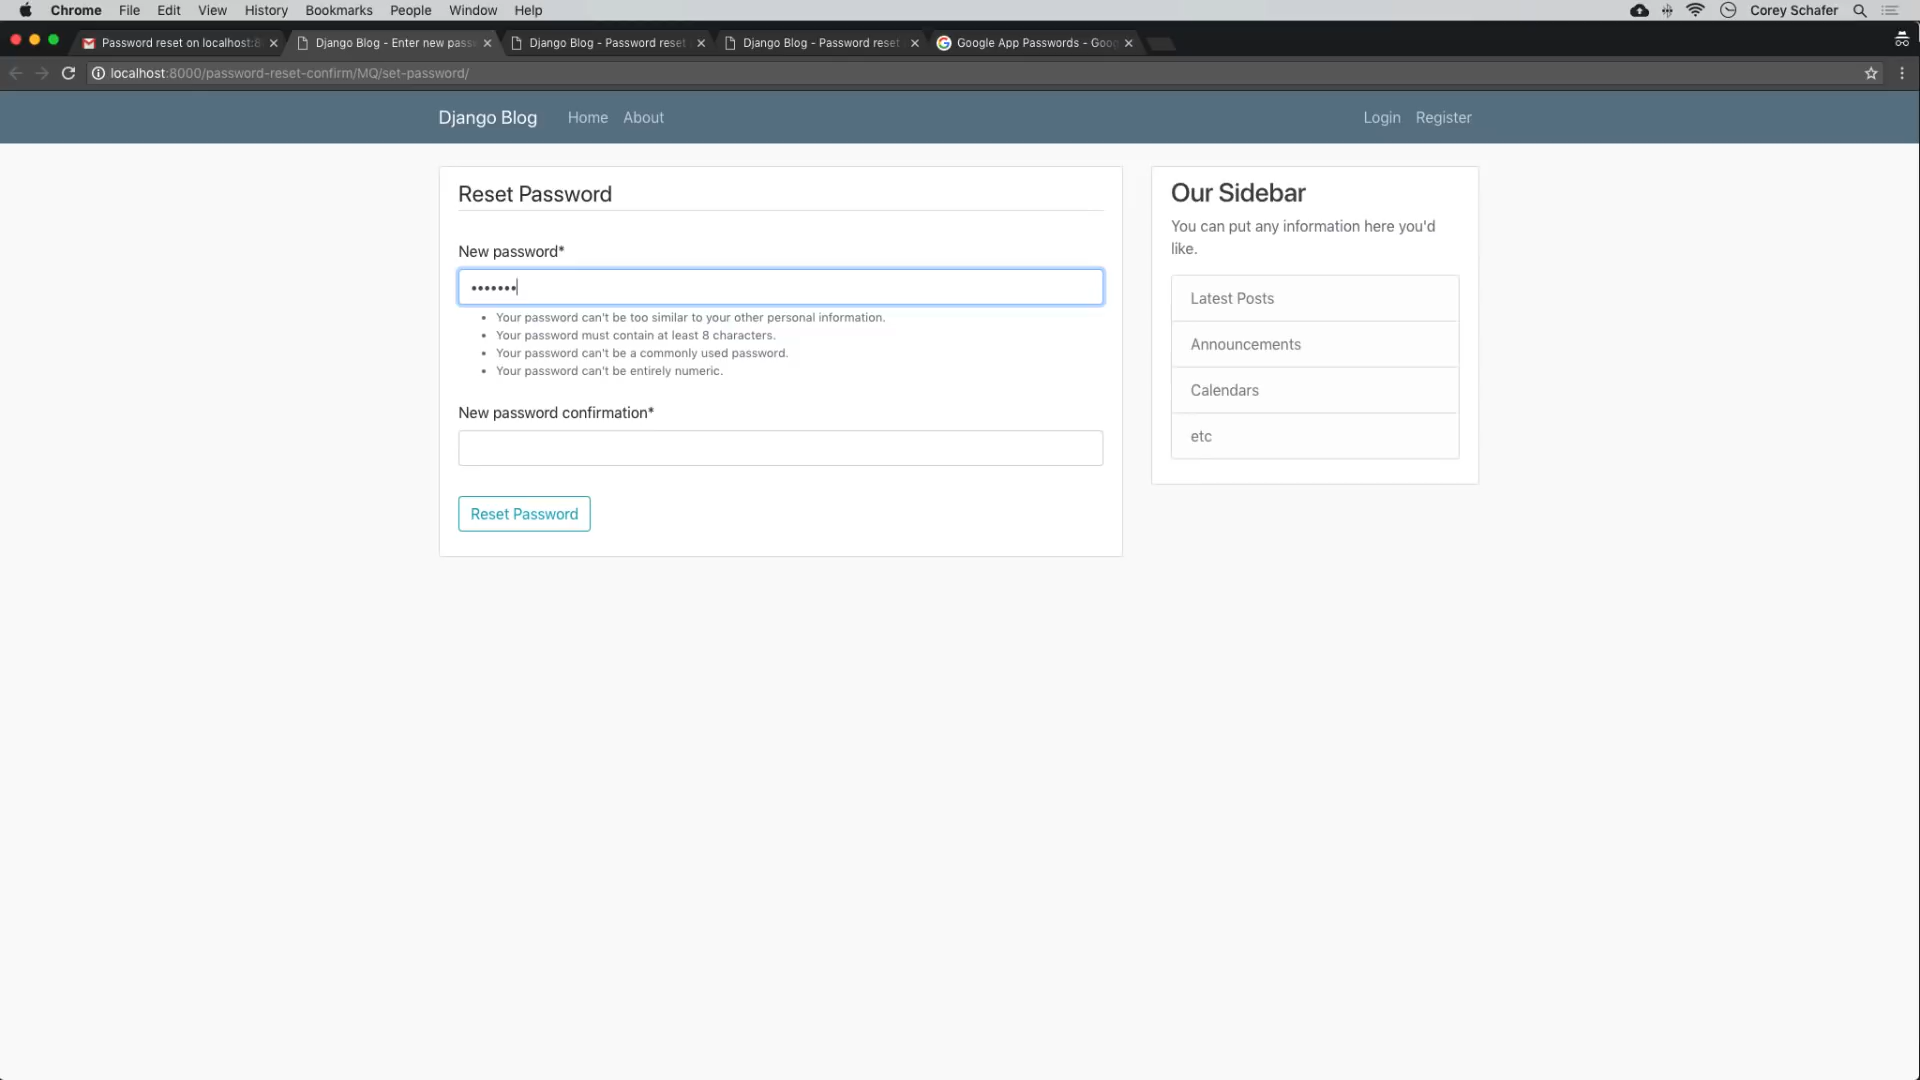 Chrome File Edit View History Bookmarks People Window Help Corey Schafer
Password reset on localhost:8 Django Blog - Enter new pass Django Blog - Password reset Django Blog - Password reset Google App Passwords - Goog
localhost:8000/password-reset-confirm/MQ/set-password/
Django Blog Home About Login Register
Reset Password
New password*
•••••••
Your password can't be too similar to your other personal information.
Your password must contain at least 8 characters.
Your password can't be a commonly used password.
Your password can't be entirely numeric.
New password confirmation*
Reset Password
Our Sidebar
You can put any information here you'd
like.
Latest Posts
Announcements
Calendars
etc